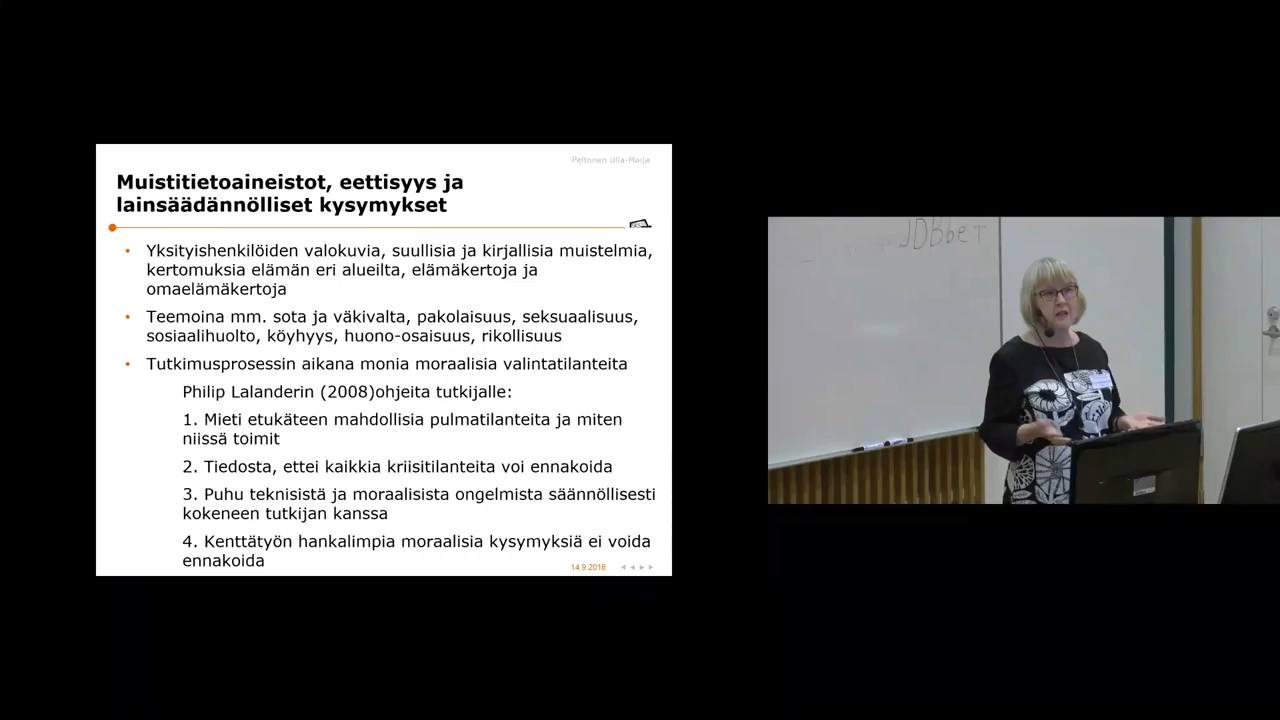 Peltonen Ulla-Maija
Muistitietoaineistot, eettisyys ja
lainsäädännölliset kysymykset
• Yksityishenkilöiden valokuvia, suullisia ja kirjallisia muistelmia,
kertomuksia elämän eri alueilta, elämäkertoja ja
omaelämäkertoja
• Teemoina mm. sota ja väkivalta, pakolaisuus, seksuaalisuus,
sosiaalihuolto, köyhyys, huono-osaisuus, rikollisuus
• Tutkimusprosessin aikana monia moraalisia valintatilanteita
Philip Lalanderin (2008)ohjeita tutkijalle:
1. Mieti etukäteen mahdollisia pulmatilanteita ja miten
niissä toimit
2. Tiedosta, ettei kaikkia kriisitilanteita voi ennakoida
3. Puhu teknisistä ja moraalisista ongelmista säännöllisesti
kokeneen tutkijan kanssa
4. Kenttätyön hankalimpia moraalisia kysymyksiä ei voida
ennakoida
14.9.2016